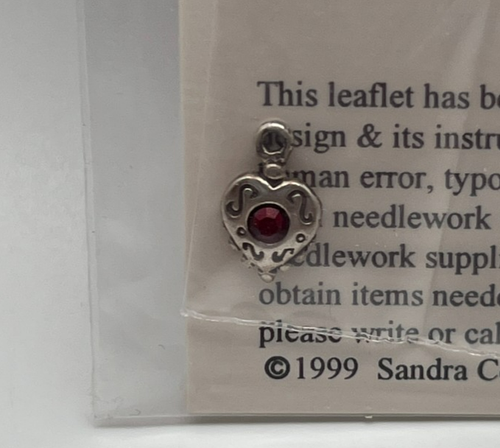 This leaflet has be
sign & its instru
man error, typo
needlework
dlework suppli
obtain items neede
please write or cal
©1999 Sandra C